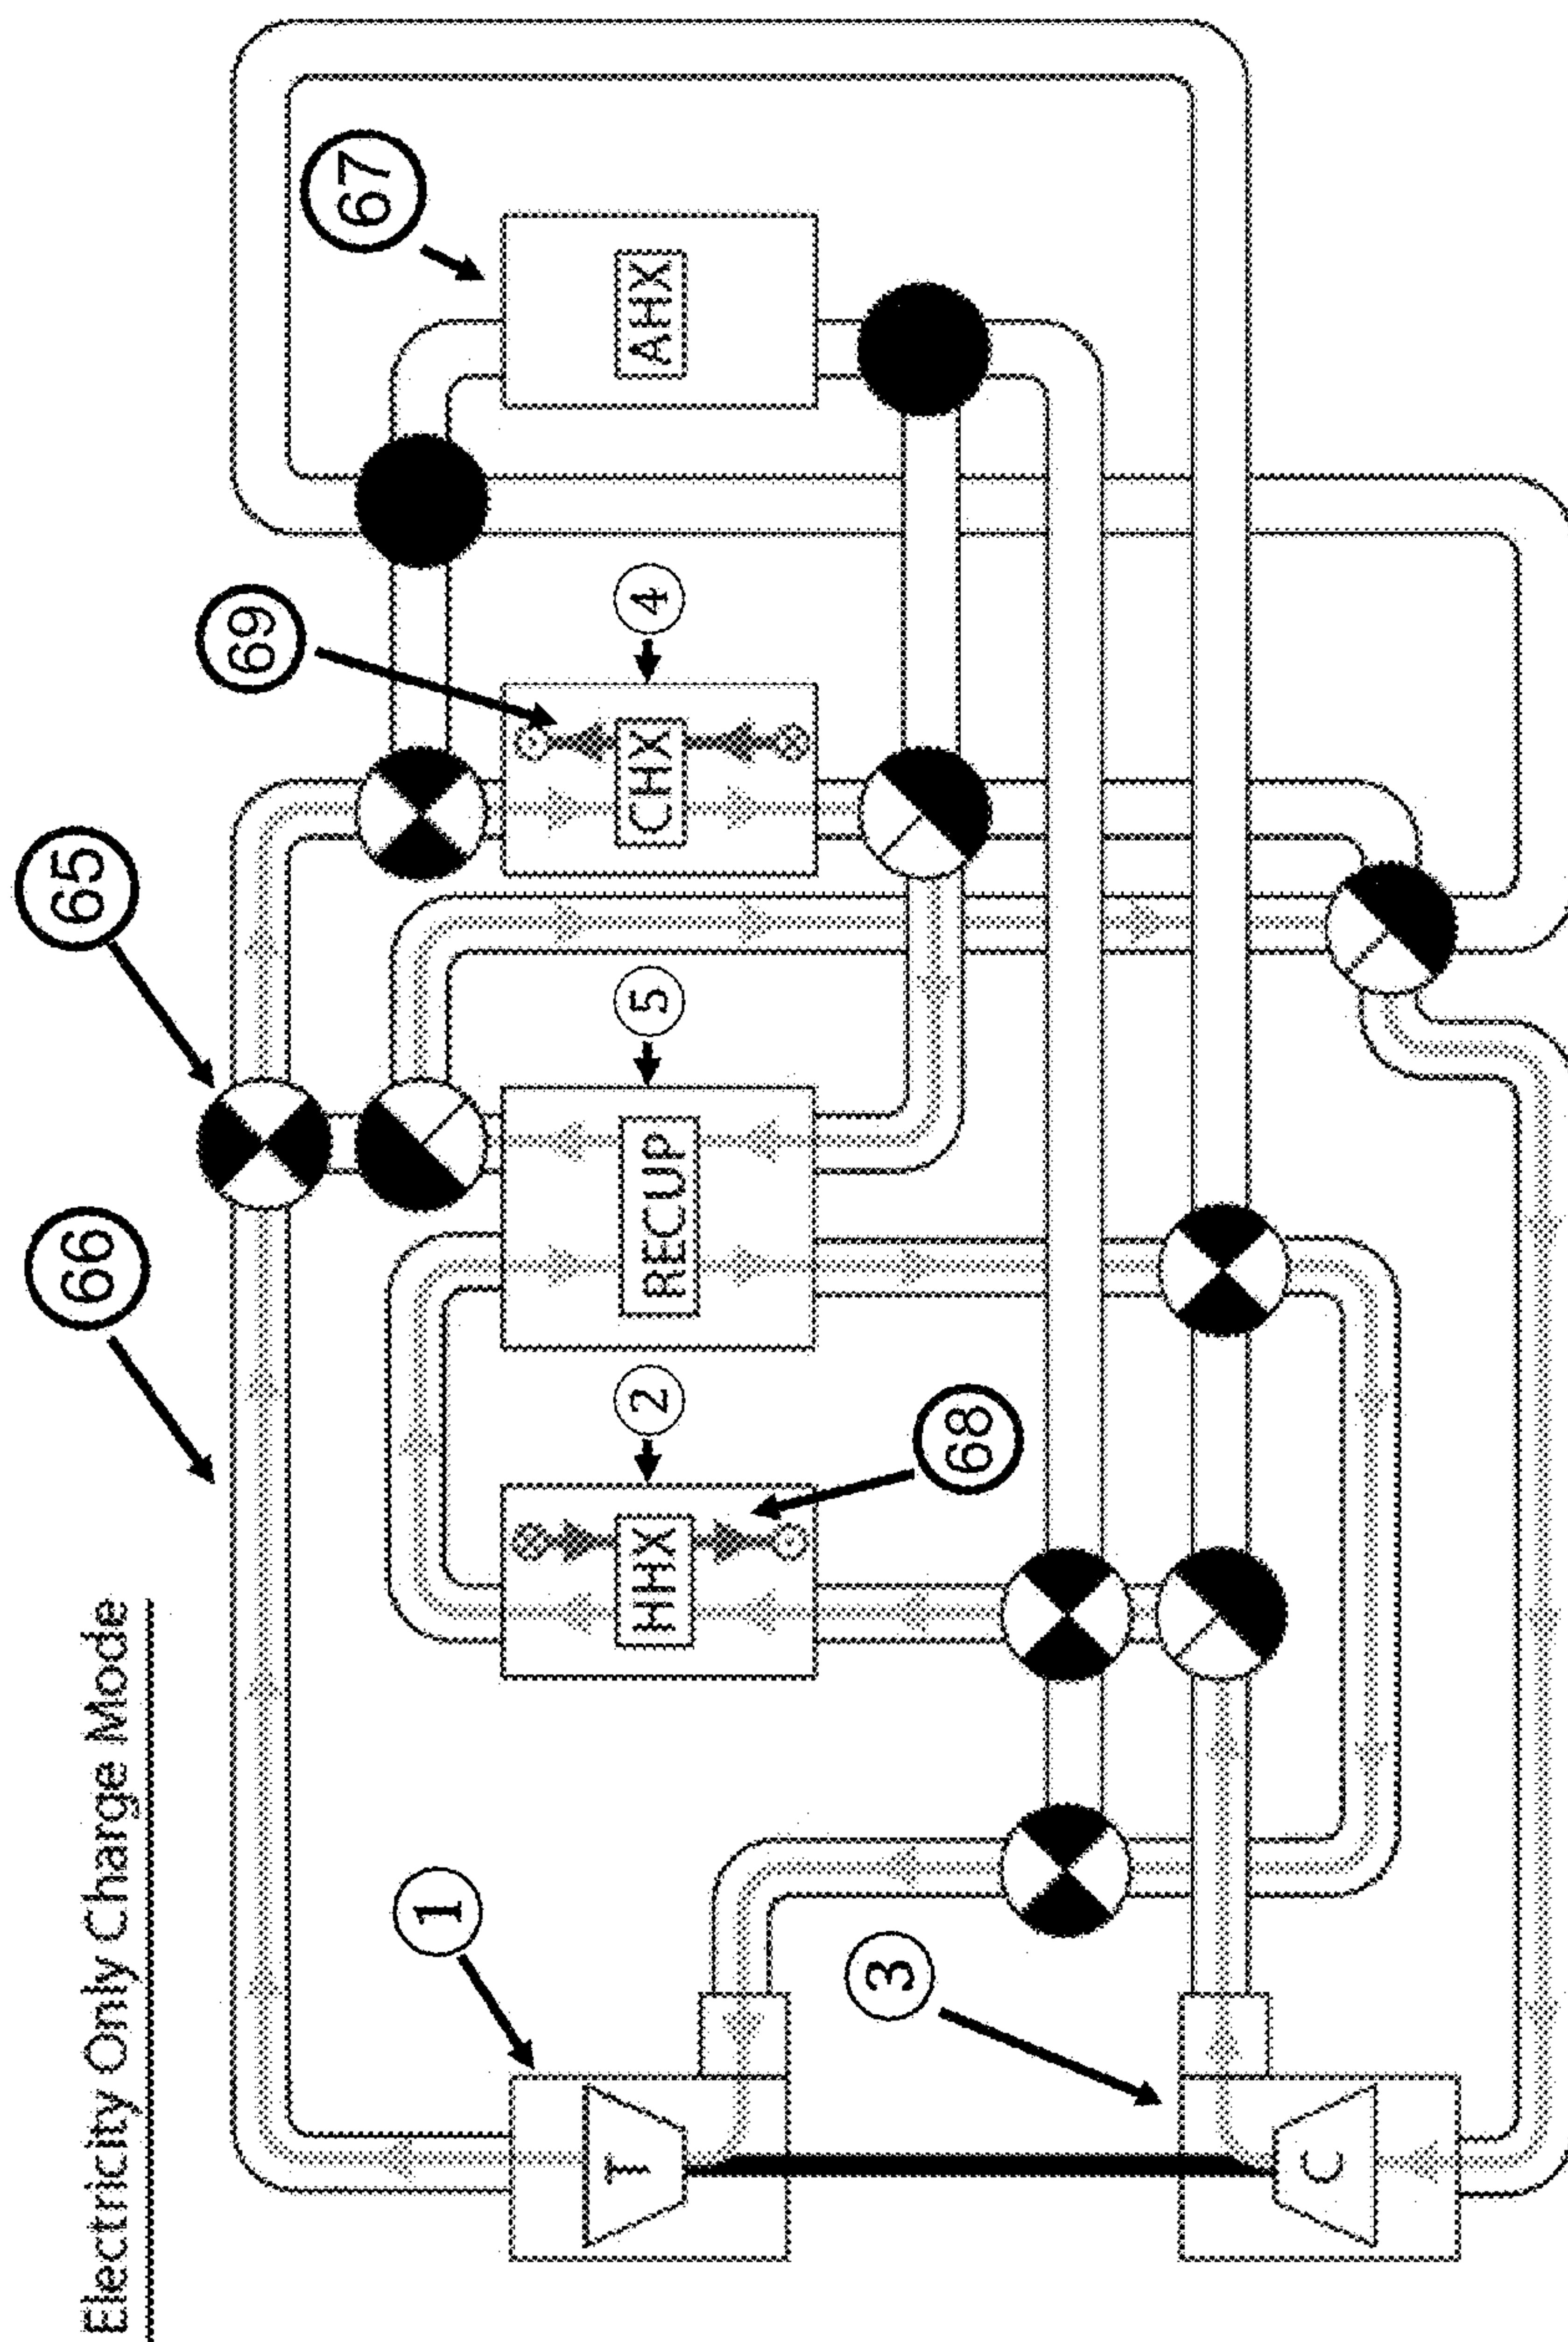 Electricity Only Charge Mode
66
65
69
67
1
2
5
4
T
HHX
RECUP
CHX
AHX
3
68
C